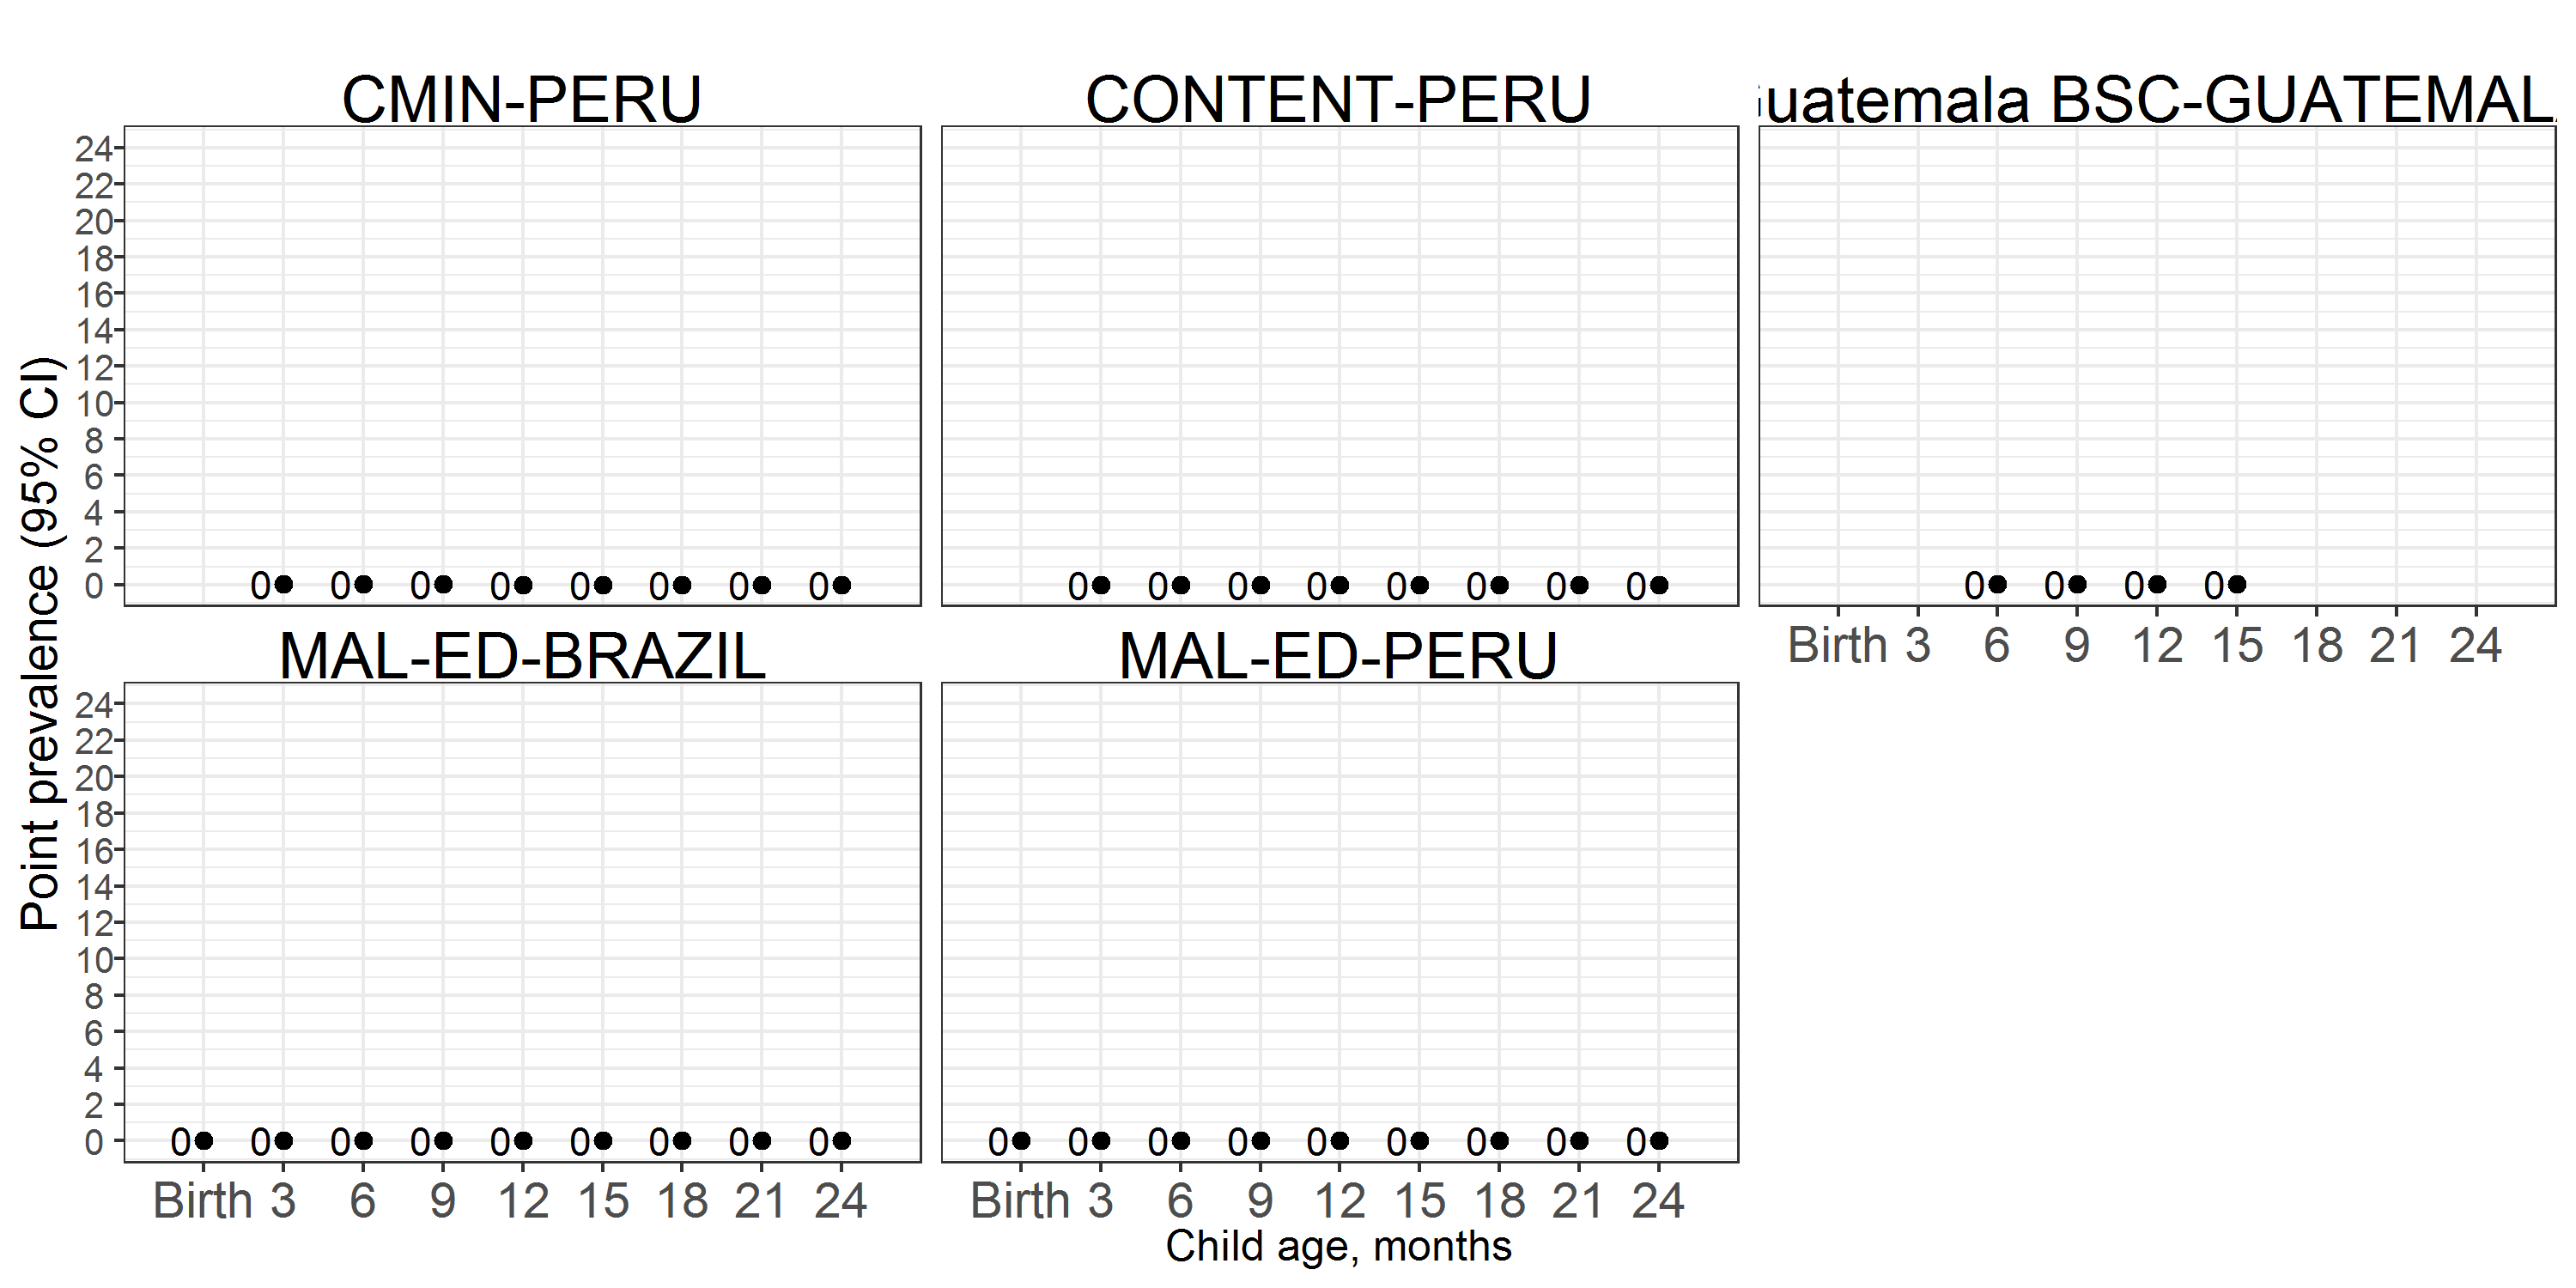 CMIN-PERU
CONTENT-PERU
uatemala BSC-GUATEMAL
Point prevalence (95% CI)
24
22
20
18
16
14
12
10
8
6
4
2
0
0 0 0 0 0 0 0 0
0 0 0 0 0 0 0 0
0 0 0 0
Birth 3 6 9 12 15 18 21 24
MAL-ED-BRAZIL
MAL-ED-PERU
24
22
20
18
16
14
12
10
8
6
4
2
0
0 0 0 0 0 0 0 0 0
0 0 0 0 0 0 0 0 0
Birth 3 6 9 12 15 18 21 24
Birth 3 6 9 12 15 18 21 24
Child age, months